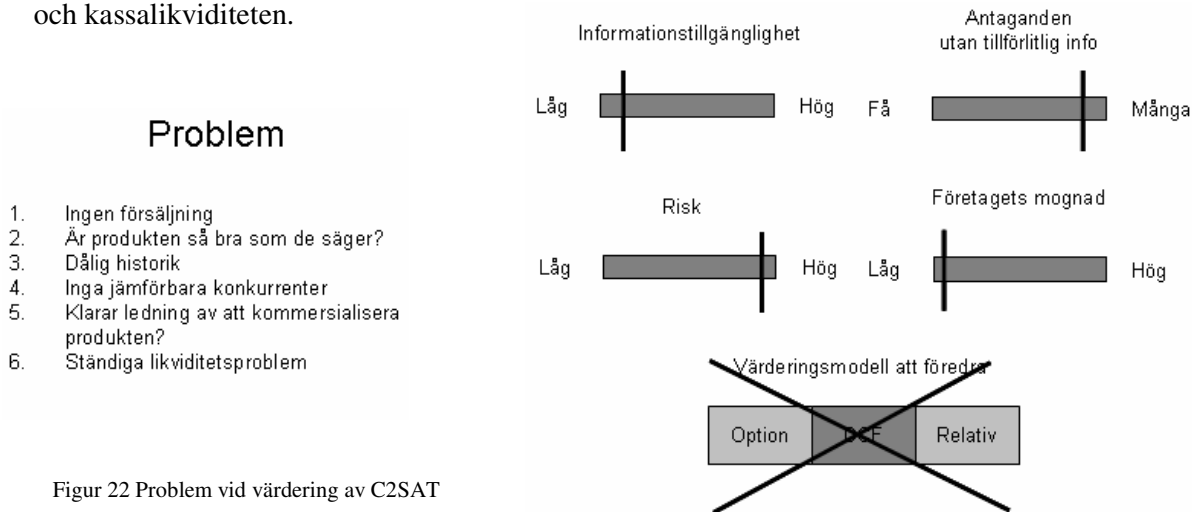 och kassalikviditeten.
Problem
1. Ingen försäljning
2. Är produkten så bra som de säger?
3. Dålig historik
4. Inga jämförbara konkurrenter
5. Klarar ledning av att kommersialisera
produkten?
6. Ständiga likviditetsproblem
Figur 22 Problem vid värdering av C2SAT
Informationstillgänglighet
Låg Hög
Antaganden
utan tillförlitlig info
Få Många
Risk
Låg Hög
Företagets mognad
Låg Hög
Värderingsmodell att föredra
Option DCF Relativ